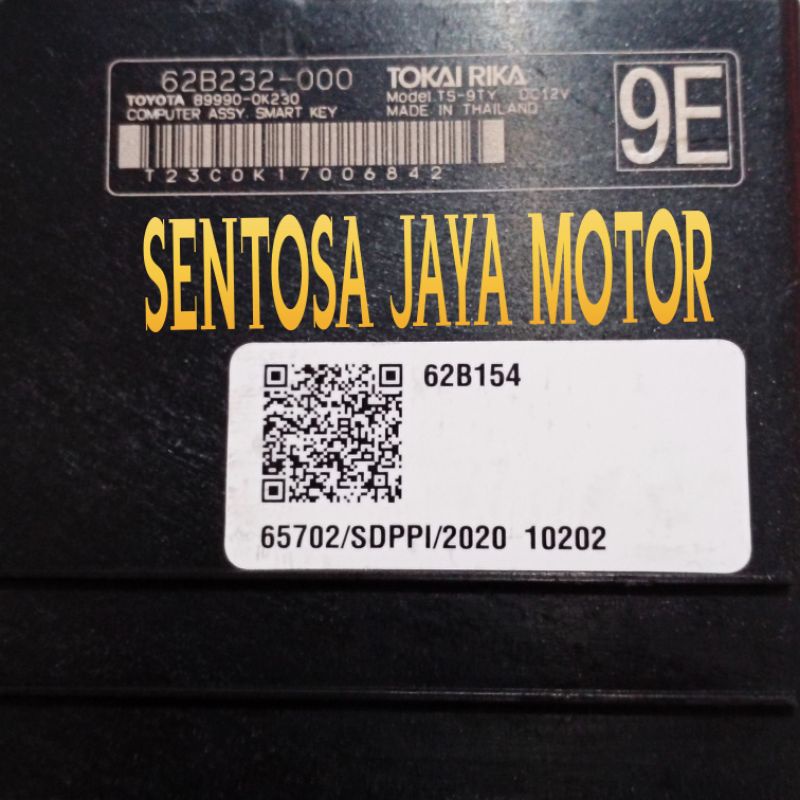 62B232-000 TOKAI RIKA
TOYOTA 89990-0K230 Model TS-9TY DC12V
COMPUTER ASSY. SMART KEY MADE IN THAILAND
9E
T23C0K17006842
SENTOSA JAYA MOTOR
62B154
65702/SDPPI/2020 10202